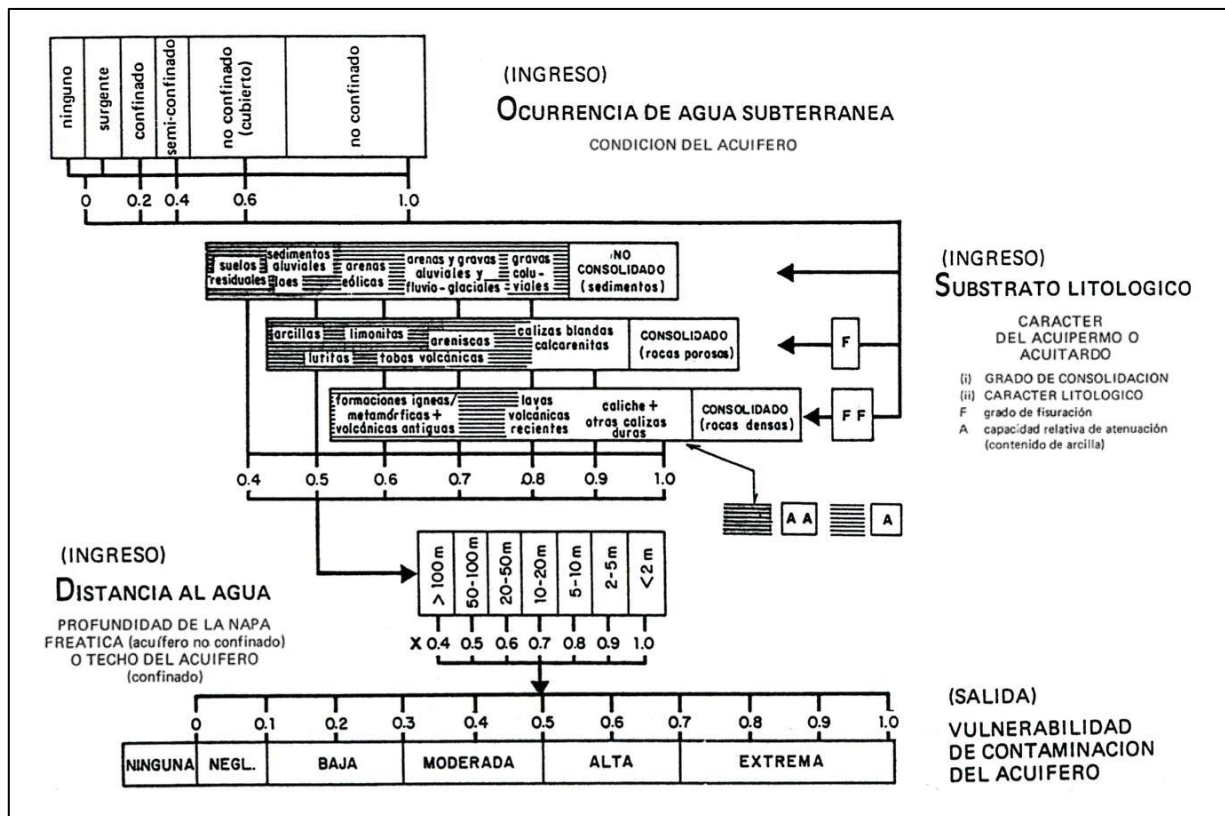 ninguno
surgente
confinado
semi-confinado
no confinado
(cubierto)
no confinado
(INGRESO)
OCURRENCIA DE AGUA SUBTERRANEA
CONDICION DEL ACUIFERO
0 0.2 0.4 0.6 1.0
suelos
residuales
sedimentos
aluviales
loes
arenas
eólicas
arenas y gravas
aluviales y
fluvio-glaciales
gravas
colu-
viales
NO
CONSOLIDADO
(sedimentos)
(INGRESO)
SUBSTRATO LITOLOGICO
CARACTER
DEL ACUIPERMO O
ACUITARDO
(i) GRADO DE CONSOLIDACION
(ii) CARACTER LITOLOGICO
F grado de fisuración
A capacidad relativa de atenuación
(contenido de arcilla)
arcillas
limonitas
areniscas
lutitas
tobas volcánicas
calizas blandas
calcarenitas
CONSOLIDADO
(rocas porosas)
F
formaciones igneas/
metamórficas +
volcánicas antiguas
lavas
volcánicas
recientes
caliche +
otras calizas
duras
CONSOLIDADO
(rocas densas)
F F
0.4 0.5 0.6 0.7 0.8 0.9 1.0
A A
A
(INGRESO)
DISTANCIA AL AGUA
PROFUNDIDAD DE LA NAPA
FREATICA (acuífero no confinado)
O TECHO DEL ACUIFERO
(confinado)
>100m
50-100m
20-50m
10-20m
5-10m
2-5m
<2m
X 0.4 0.5 0.6 0.7 0.8 0.9 1.0
(SALIDA)
VULNERABILIDAD
DE CONTAMINACION
DEL ACUIFERO
0 0.1 0.2 0.3 0.4 0.5 0.6 0.7 0.8 0.9 1.0
NINGUNA NEGL. BAJA MODERADA ALTA EXTREMA